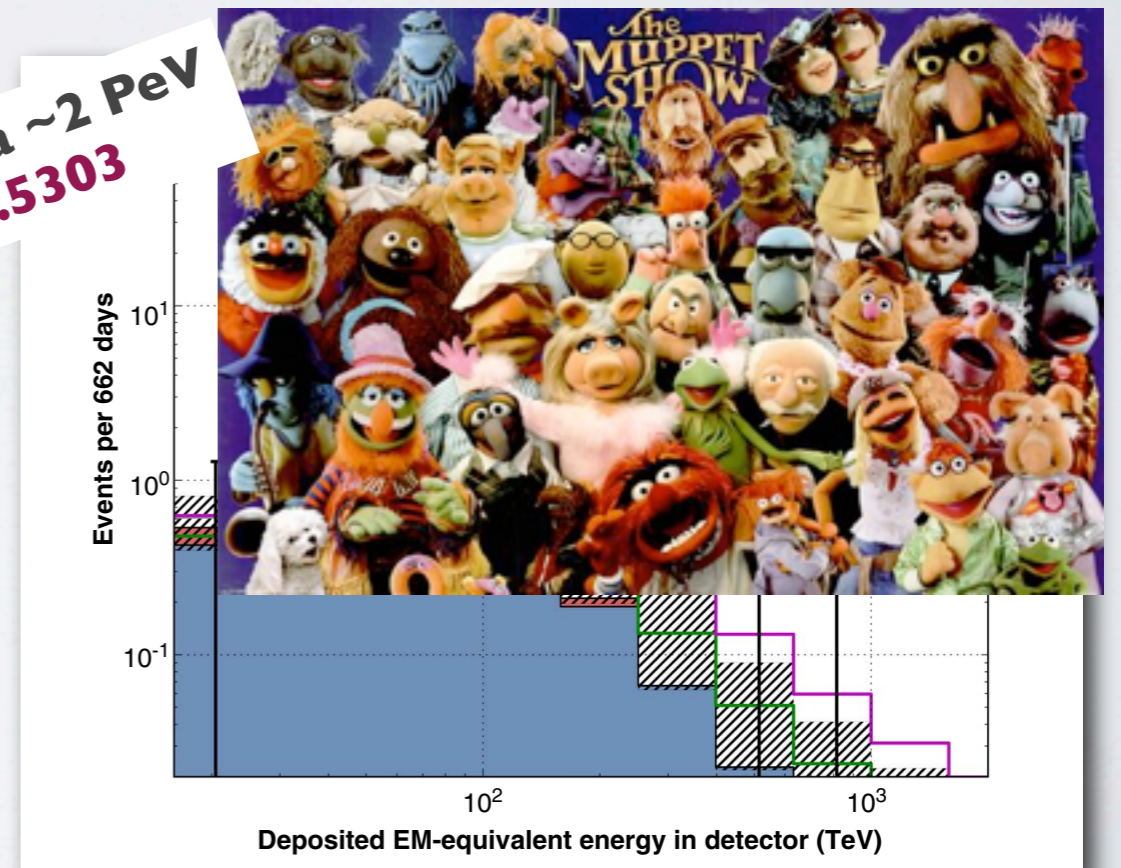 a ~2 PeV
.5303
The
MUPPET
SHOW
Events per 662 days
10¹
10⁰
10⁻¹
10²
10³
Deposited EM-equivalent energy in detector (TeV)